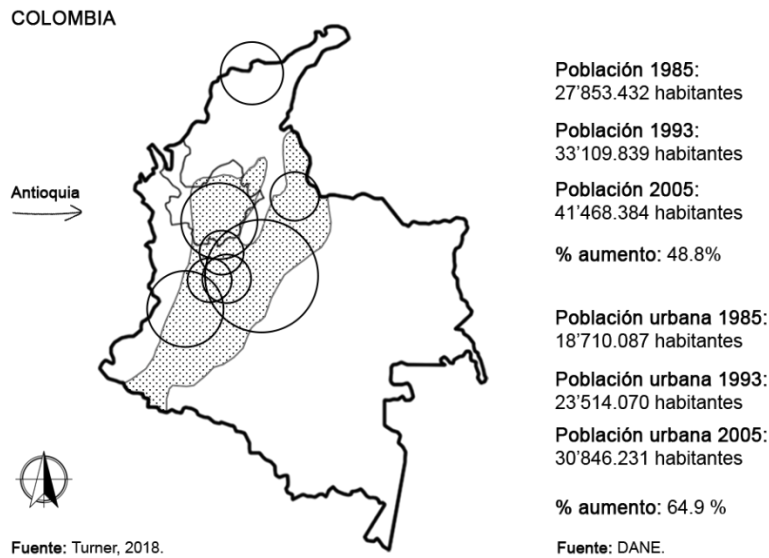 COLOMBIA
Antioquia
Fuente: Turner, 2018.
Población 1985:
27’853.432 habitantes
Población 1993:
33’109.839 habitantes
Población 2005:
41’468.384 habitantes
% aumento: 48.8%
Población urbana 1985:
18’710.087 habitantes
Población urbana 1993:
23’514.070 habitantes
Población urbana 2005:
30’846.231 habitantes
% aumento: 64.9 %
Fuente: DANE.